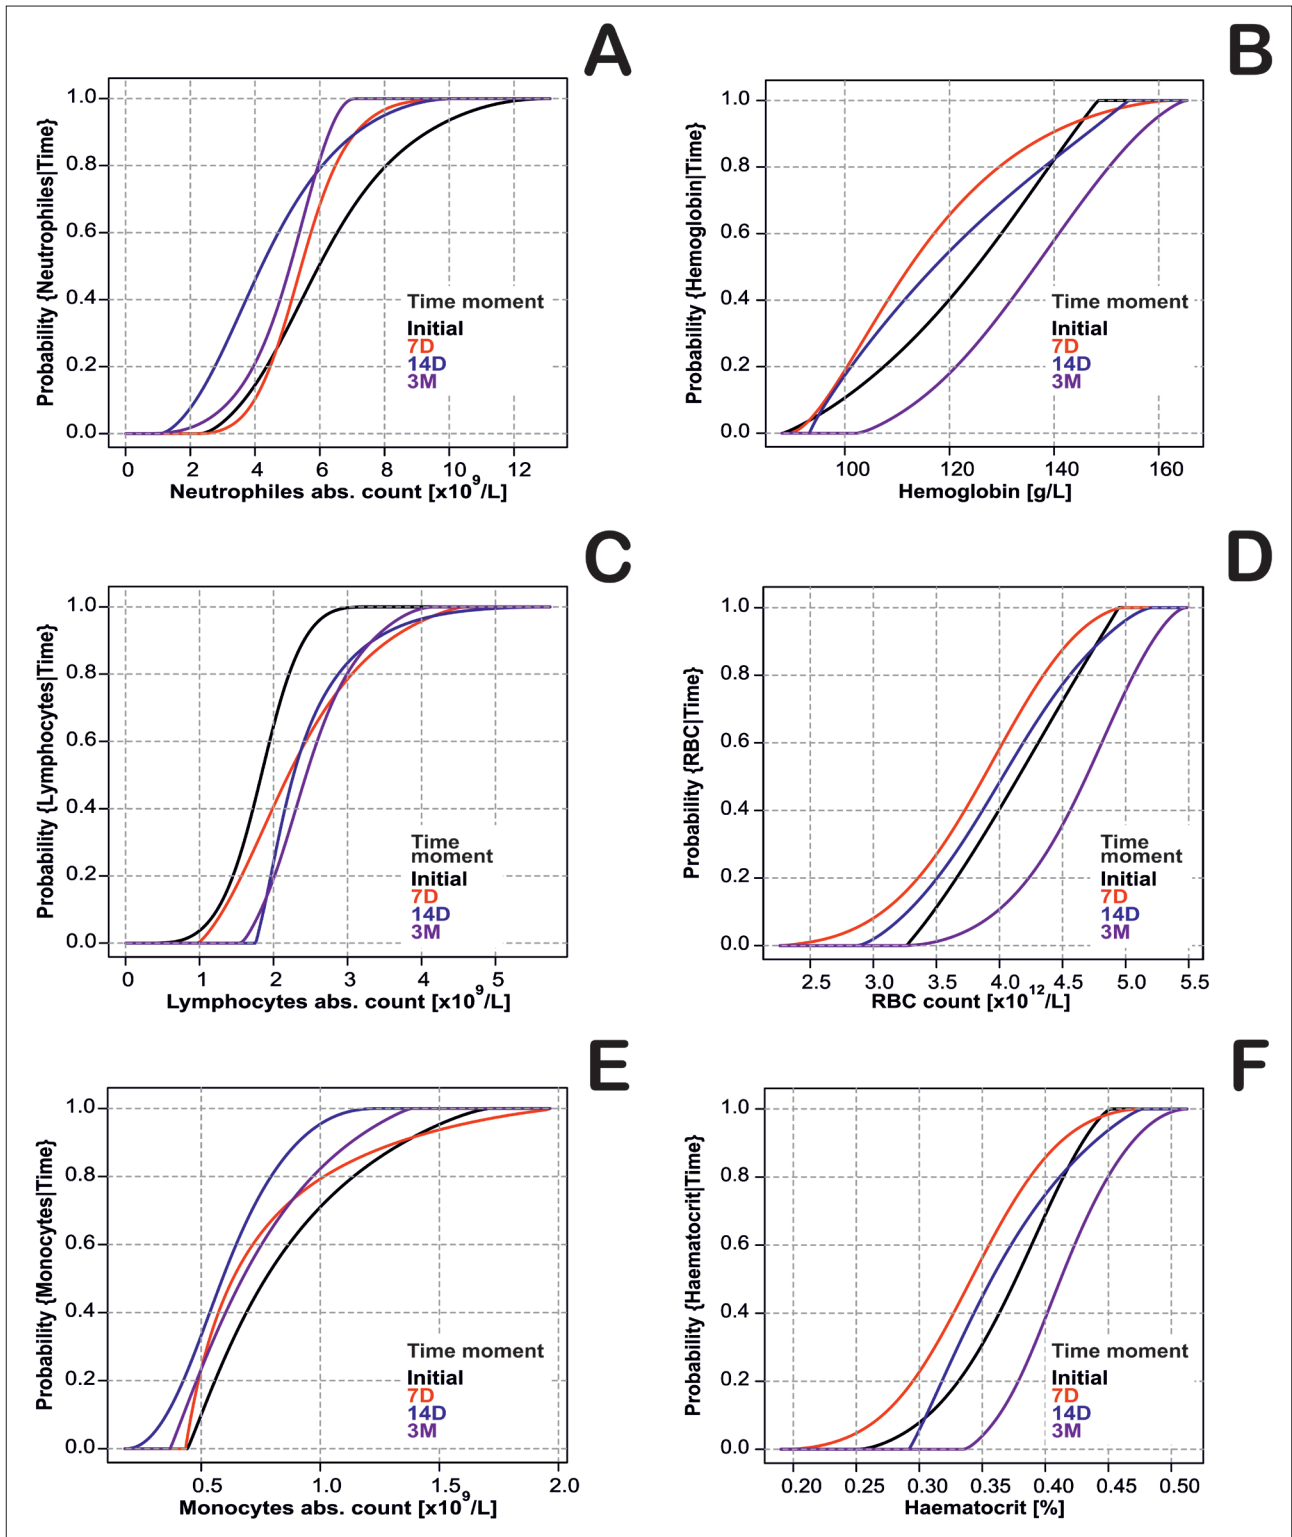 A
Probability {Neutrophiles|Time}
1.0
0.8
0.6
0.4
0.2
0.0
Time moment
Initial
7D
14D
3M
0 2 4 6 8 10 12
Neutrophiles abs. count [x10^9/L]
B
Probability {Hemoglobin|Time}
1.0
0.8
0.6
0.4
0.2
0.0
Time moment
Initial
7D
14D
3M
100 120 140 160
Hemoglobin [g/L]
C
Probability {Lymphocytes|Time}
1.0
0.8
0.6
0.4
0.2
0.0
Time
moment
Initial
7D
14D
3M
0 1 2 3 4 5
Lymphocytes abs. count [x10^9/L]
D
Probability {RBC|Time}
1.0
0.8
0.6
0.4
0.2
0.0
Time
moment
Initial
7D
14D
3M
2.5 3.0 3.5 4.0 4.5 5.0 5.5
RBC count [x10^12/L]
E
Probability {Monocytes|Time}
1.0
0.8
0.6
0.4
0.2
0.0
Time moment
Initial
7D
14D
3M
0.5 1.0 1.5 2.0
Monocytes abs. count [x10^9/L]
F
Probability {Haematocrit|Time}
1.0
0.8
0.6
0.4
0.2
0.0
Time moment
Initial
7D
14D
3M
0.20 0.25 0.30 0.35 0.40 0.45 0.50
Haematocrit [%]